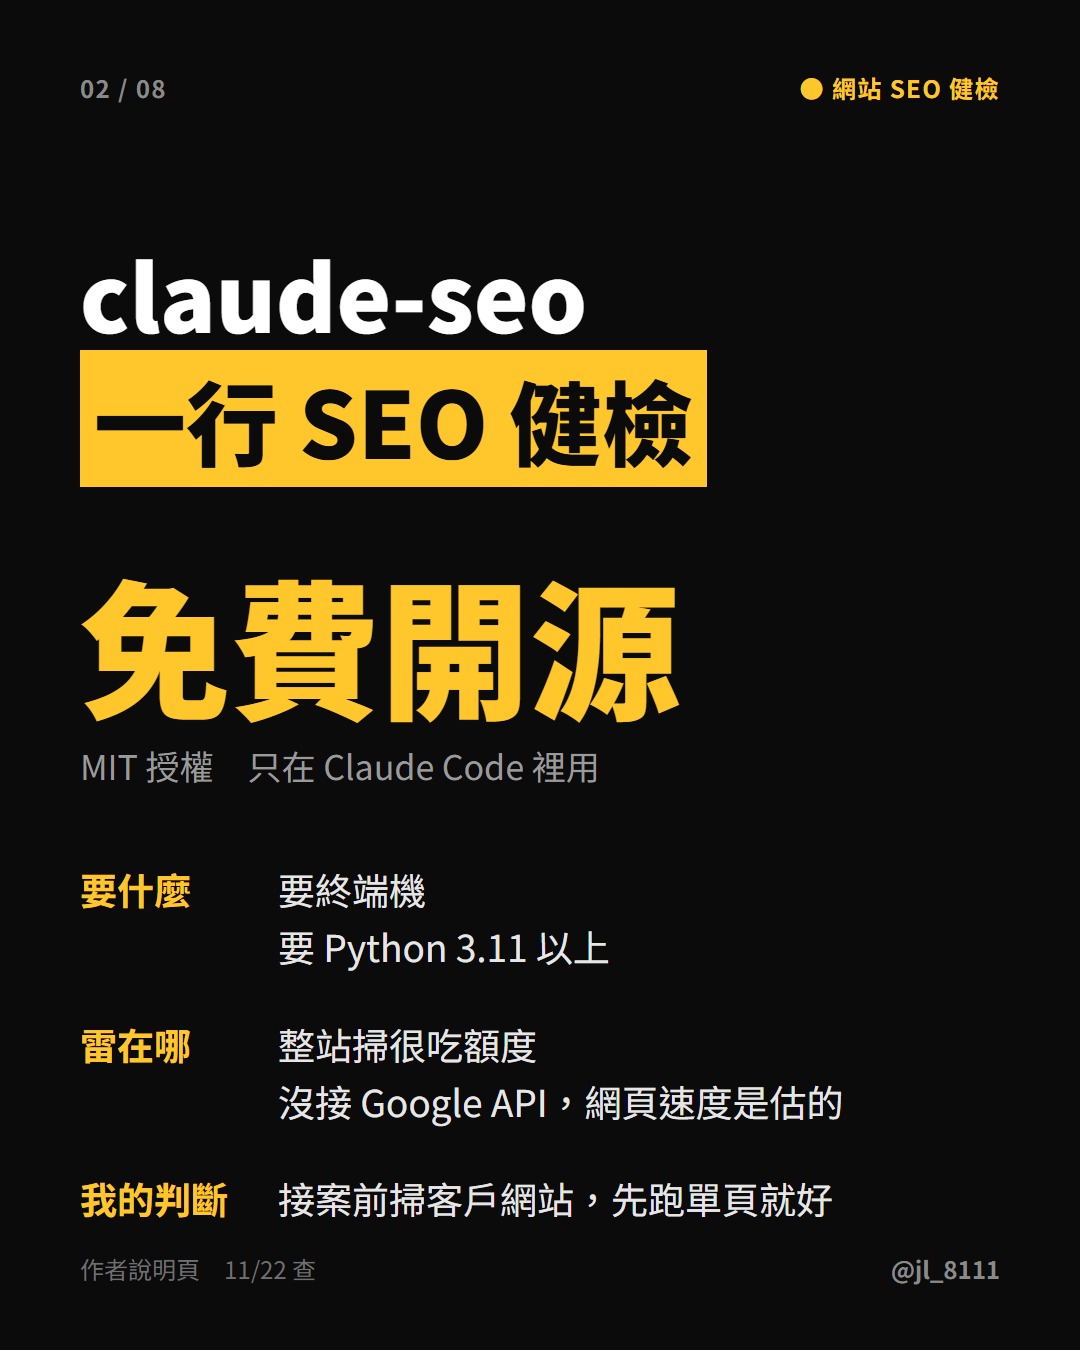 02 / 08
網站 SEO 健檢
claude-seo
一行 SEO 健檢
免費開源
MIT 授權 只在 Claude Code 裡用
要什麼
要終端機
要 Python 3.11 以上
雷在哪
整站掃很吃額度
沒接 Google API，網頁速度是估的
我的判斷
接案前掃客戶網站，先跑單頁就好
作者說明頁 11/22 查
@jl_8111